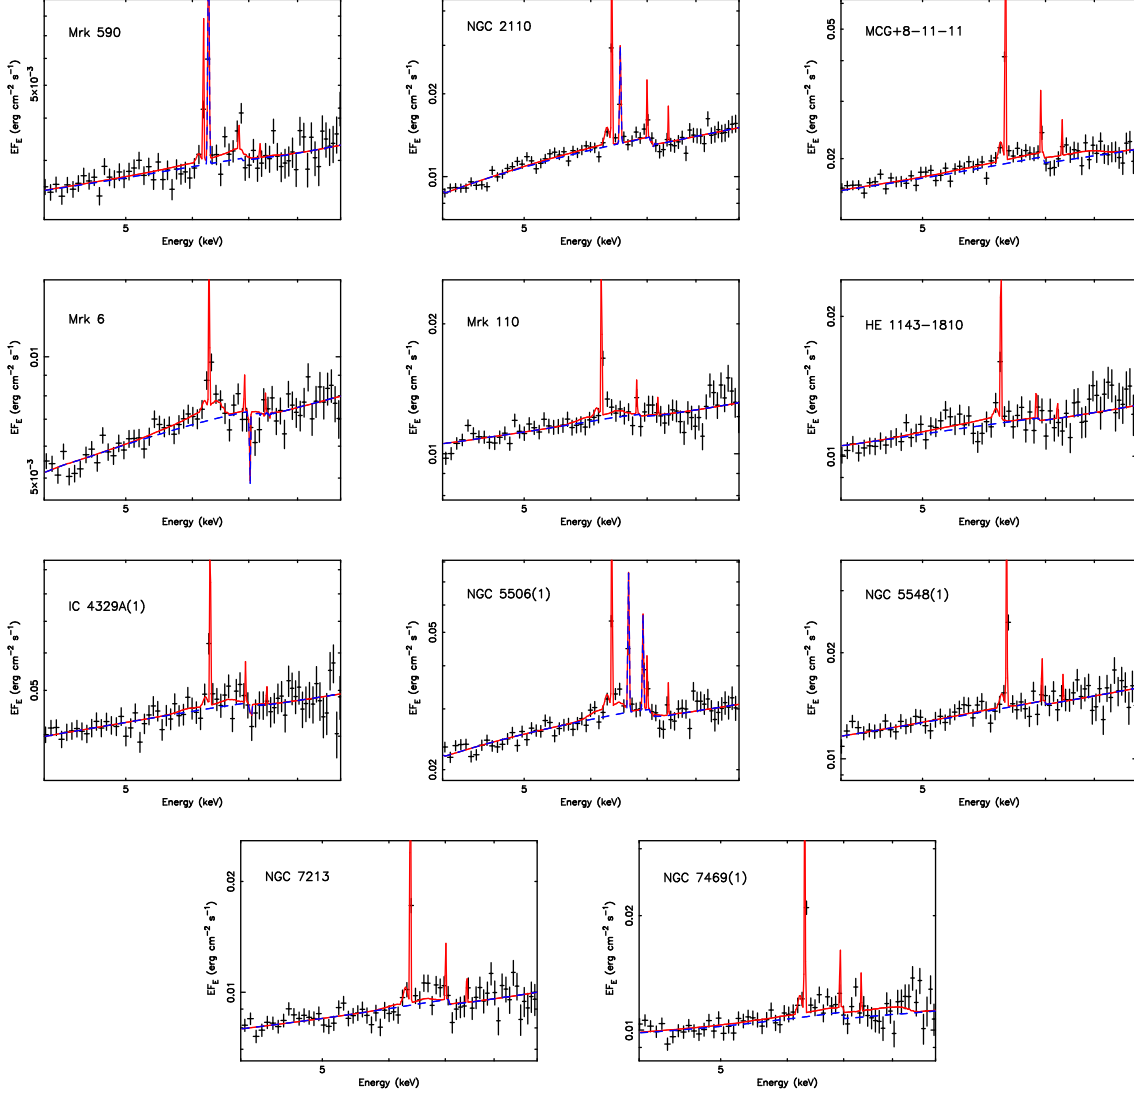 Mrk 590
EF_E (erg cm⁻² s⁻¹)
5×10⁻³
5
Energy (keV)
NGC 2110
EF_E (erg cm⁻² s⁻¹)
0.02
0.01
5
Energy (keV)
MCG+8−11−11
EF_E (erg cm⁻² s⁻¹)
0.05
0.02
5
Energy (keV)
Mrk 6
EF_E (erg cm⁻² s⁻¹)
0.01
5×10⁻³
5
Energy (keV)
Mrk 110
EF_E (erg cm⁻² s⁻¹)
0.02
0.01
5
Energy (keV)
HE 1143−1810
EF_E (erg cm⁻² s⁻¹)
0.02
0.01
5
Energy (keV)
IC 4329A(1)
EF_E (erg cm⁻² s⁻¹)
0.05
5
Energy (keV)
NGC 5506(1)
EF_E (erg cm⁻² s⁻¹)
0.05
0.02
5
Energy (keV)
NGC 5548(1)
EF_E (erg cm⁻² s⁻¹)
0.02
0.01
5
Energy (keV)
NGC 7213
EF_E (erg cm⁻² s⁻¹)
0.02
0.01
5
Energy (keV)
NGC 7469(1)
EF_E (erg cm⁻² s⁻¹)
0.02
0.01
5
Energy (keV)